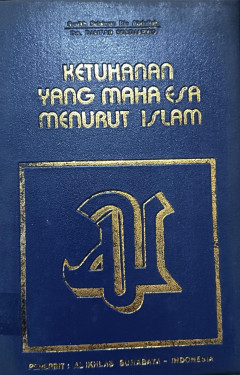 KETUHANAN
YANG MAHA ESA
MENURUT ISLAM
PENERBIT : AL IKHLAS SURABAYA - INDONESIA